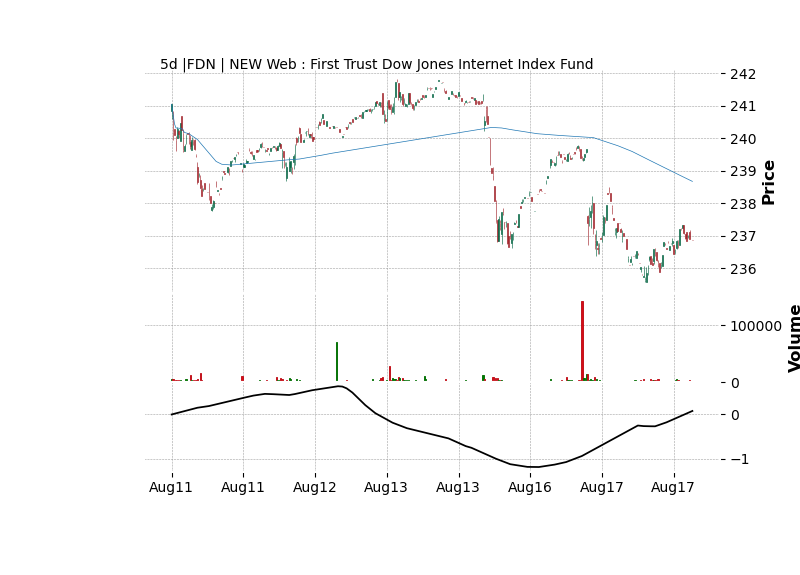 5d |FDN | NEW Web : First Trust Dow Jones Internet Index Fund
242
241
240
239
238
237
236
Price
100000
0
Volume
0
−1
Aug11 Aug11 Aug12 Aug13 Aug13 Aug16 Aug17 Aug17